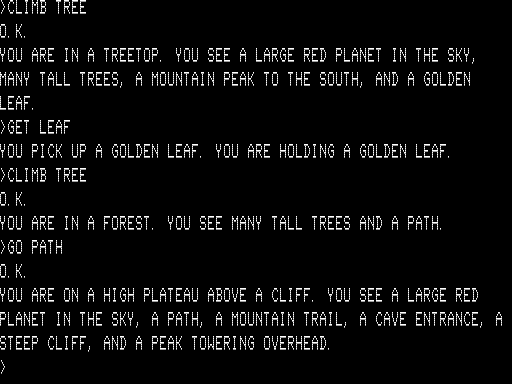 >CLIMB TREE
O.K.
YOU ARE IN A TREETOP. YOU SEE A LARGE RED PLANET IN THE SKY,
MANY TALL TREES, A MOUNTAIN PEAK TO THE SOUTH, AND A GOLDEN
LEAF.
>GET LEAF
YOU PICK UP A GOLDEN LEAF. YOU ARE HOLDING A GOLDEN LEAF.
>CLIMB TREE
O.K.
YOU ARE IN A FOREST. YOU SEE MANY TALL TREES AND A PATH.
>GO PATH
O.K.
YOU ARE ON A HIGH PLATEAU ABOVE A CLIFF. YOU SEE A LARGE RED
PLANET IN THE SKY, A PATH, A MOUNTAIN TRAIL, A CAVE ENTRANCE, A
STEEP CLIFF, AND A PEAK TOWERING OVERHEAD.
>